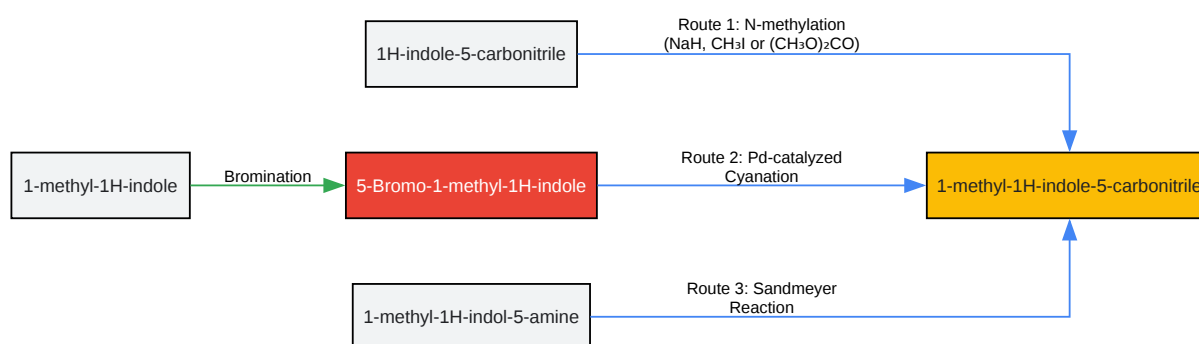 Route 1: N-methylation
(NaH, CH₃I or (CH₃O)₂CO)
1H-indole-5-carbonitrile
1-methyl-1H-indole
Bromination
5-Bromo-1-methyl-1H-indole
Route 2: Pd-catalyzed
Cyanation
1-methyl-1H-indole-5-carbonitrile
1-methyl-1H-indol-5-amine
Route 3: Sandmeyer
Reaction